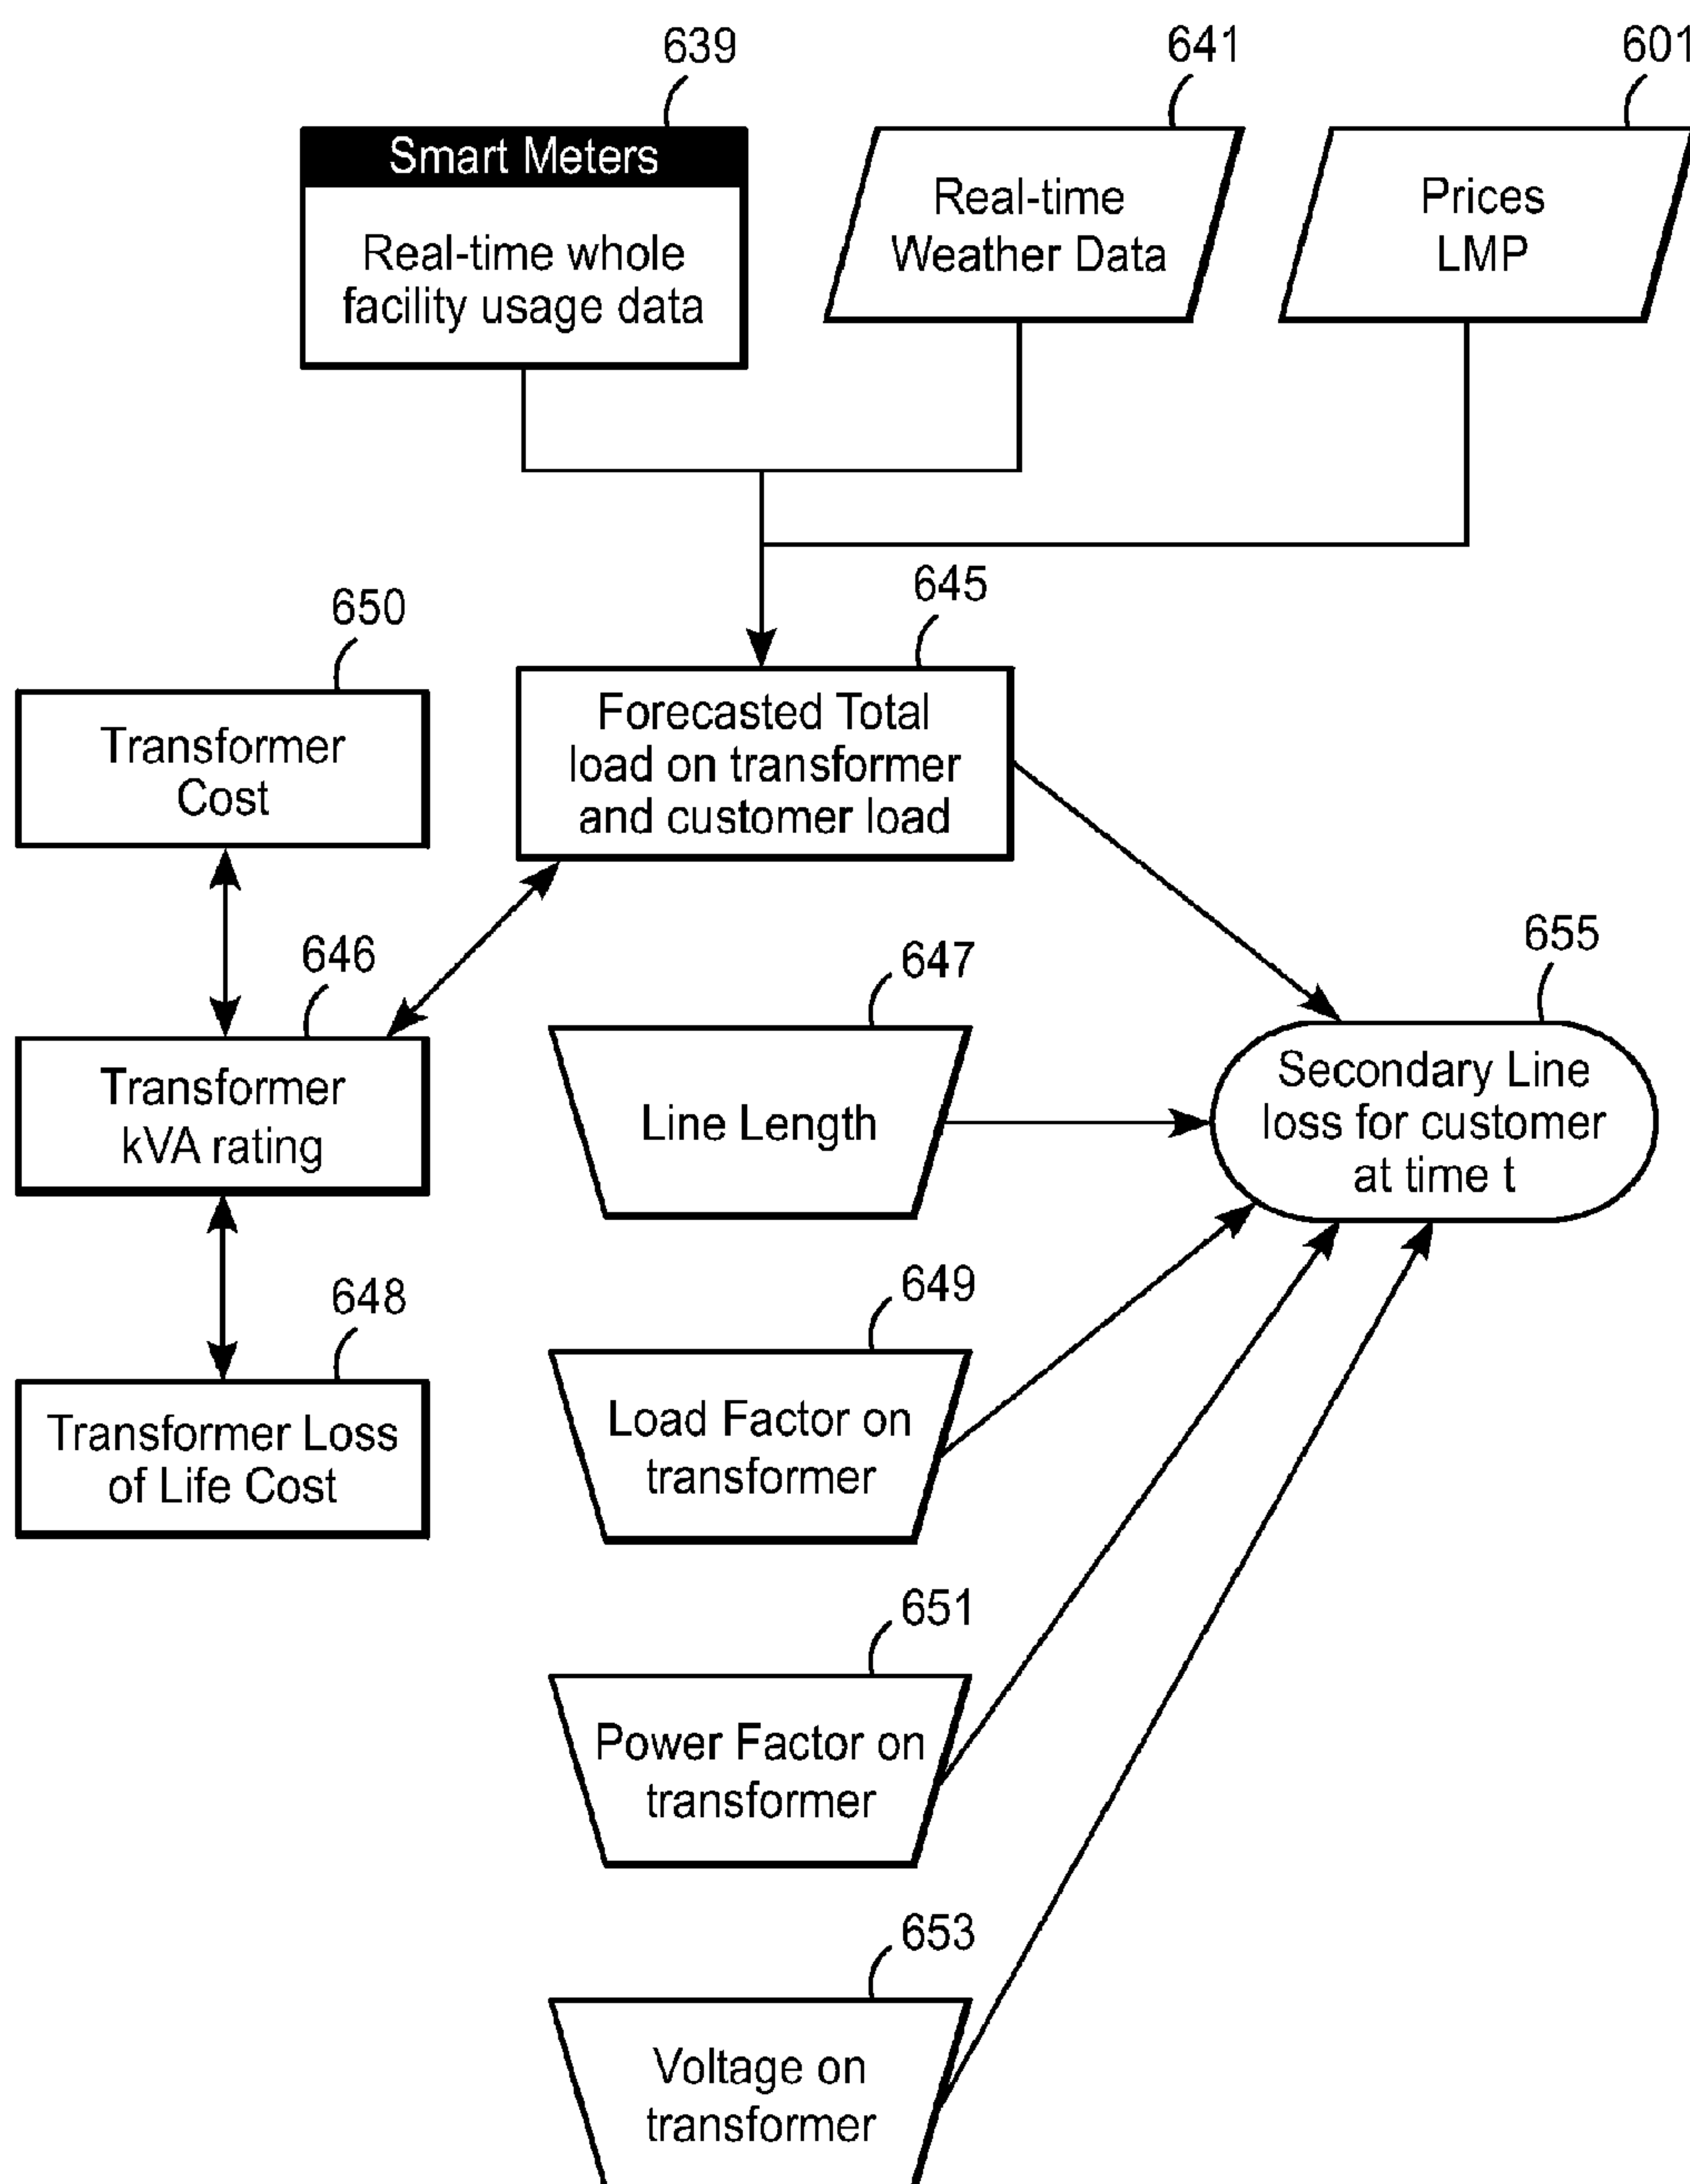 639
641
601
Smart Meters
Real-time whole
facility usage data
Real-time
Weather Data
Prices
LMP
645
650
Forecasted Total
load on transformer
and customer load
Transformer
Cost
655
647
646
Secondary Line
loss for customer
at time t
Line Length
Transformer
kVA rating
649
648
Load Factor on
transformer
Transformer Loss
of Life Cost
651
Power Factor on
transformer
653
Voltage on
transformer